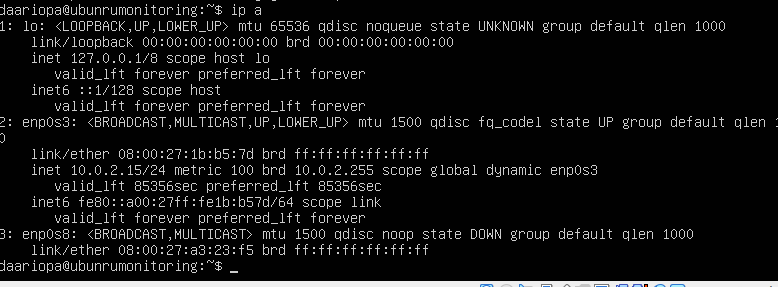 daariopa@ubunrumonitoring:~$ ip a
1: lo: <LOOPBACK,UP,LOWER_UP> mtu 65536 qdisc noqueue state UNKNOWN group default qlen 1000
    link/loopback 00:00:00:00:00:00 brd 00:00:00:00:00:00
    inet 127.0.0.1/8 scope host lo
       valid_lft forever preferred_lft forever
    inet6 ::1/128 scope host
       valid_lft forever preferred_lft forever
2: enp0s3: <BROADCAST,MULTICAST,UP,LOWER_UP> mtu 1500 qdisc fq_codel state UP group default qlen 1
0
    link/ether 08:00:27:1b:b5:7d brd ff:ff:ff:ff:ff:ff
    inet 10.0.2.15/24 metric 100 brd 10.0.2.255 scope global dynamic enp0s3
       valid_lft 85356sec preferred_lft 85356sec
    inet6 fe80::a00:27ff:fe1b:b57d/64 scope link
       valid_lft forever preferred_lft forever
3: enp0s8: <BROADCAST,MULTICAST> mtu 1500 qdisc noop state DOWN group default qlen 1000
    link/ether 08:00:27:a3:23:f5 brd ff:ff:ff:ff:ff:ff
daariopa@ubunrumonitoring:~$ _